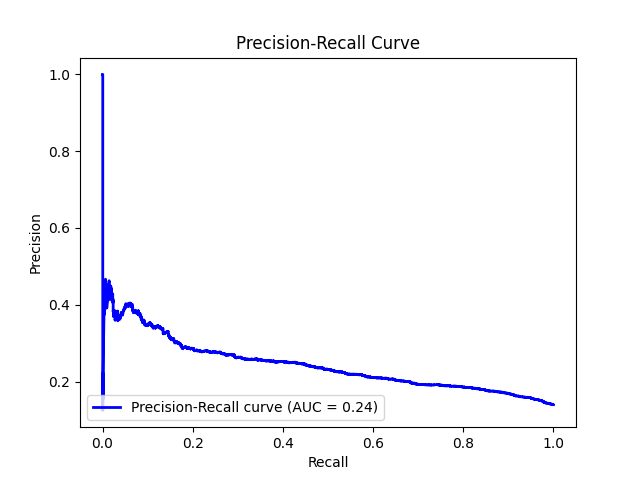 Precision-Recall Curve
1.0
0.8
0.6
0.4
0.2
Precision
Precision-Recall curve (AUC = 0.24)
0.0 0.2 0.4 0.6 0.8 1.0
Recall